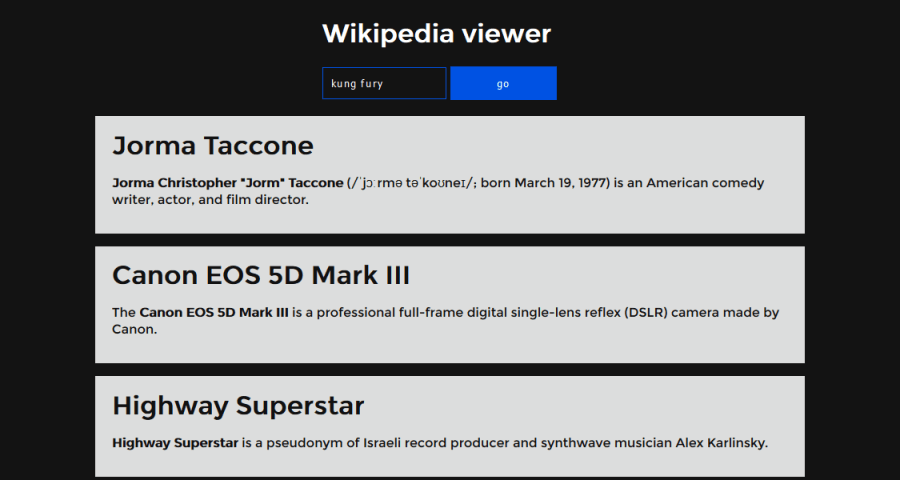 Wikipedia viewer
kung fury
go
Jorma Taccone
Jorma Christopher "Jorm" Taccone (/ˈjɔːrmə təˈkoʊneɪ/; born March 19, 1977) is an American comedy
writer, actor, and film director.
Canon EOS 5D Mark III
The Canon EOS 5D Mark III is a professional full-frame digital single-lens reflex (DSLR) camera made by
Canon.
Highway Superstar
Highway Superstar is a pseudonym of Israeli record producer and synthwave musician Alex Karlinsky.